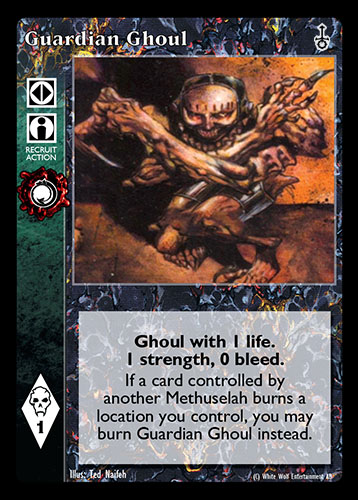 Guardian Ghoul
RECRUIT
ACTION
Ghoul with 1 life.
1 strength, 0 bleed.
If a card controlled by
another Methuselah burns a
location you control, you may
burn Guardian Ghoul instead.
1
Illus: Ted Naifeh
(C) White Wolf Entertainment AB